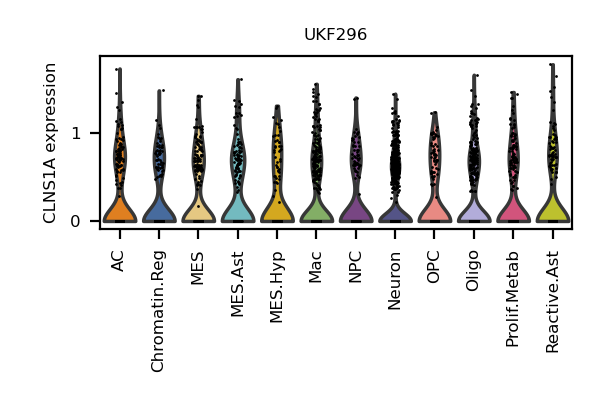 UKF296
CLNS1A expression
1
0
AC
Chromatin.Reg
MES
MES.Ast
MES.Hyp
Mac
NPC
Neuron
OPC
Oligo
Prolif.Metab
Reactive.Ast